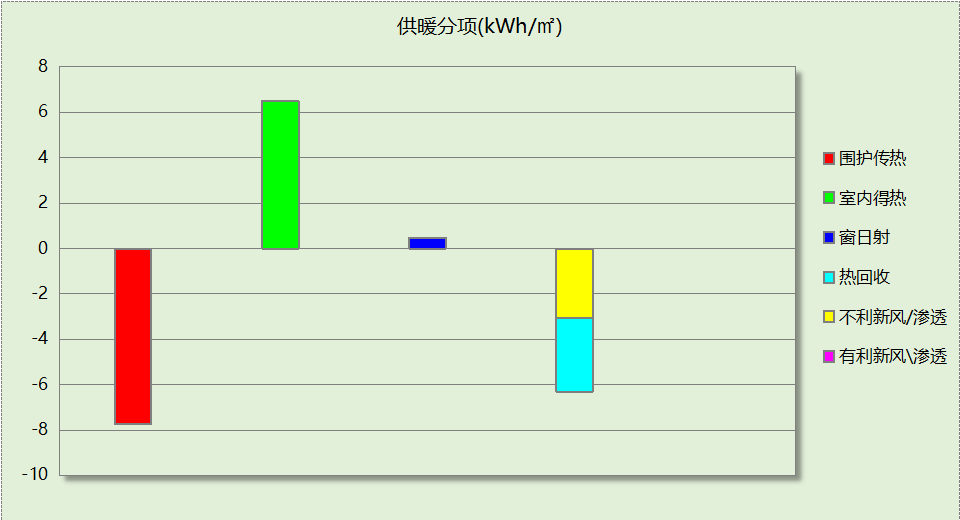 供暖分项(kWh/㎡)
8
6
4
2
0
-2
-4
-6
-8
-10
围护传热
室内得热
窗日射
热回收
不利新风/渗透
有利新风\渗透